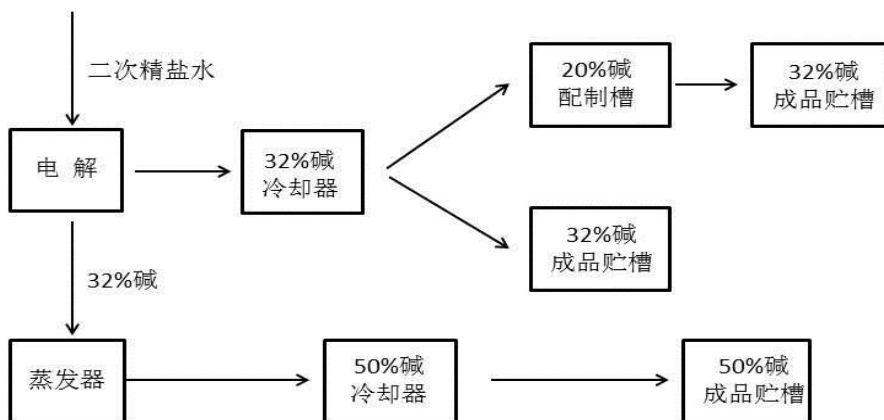 二次精盐水
20%碱
配制槽
32%碱
成品贮槽
电 解
32%碱
冷却器
32%碱
成品贮槽
32%碱
蒸发器
50%碱
冷却器
50%碱
成品贮槽